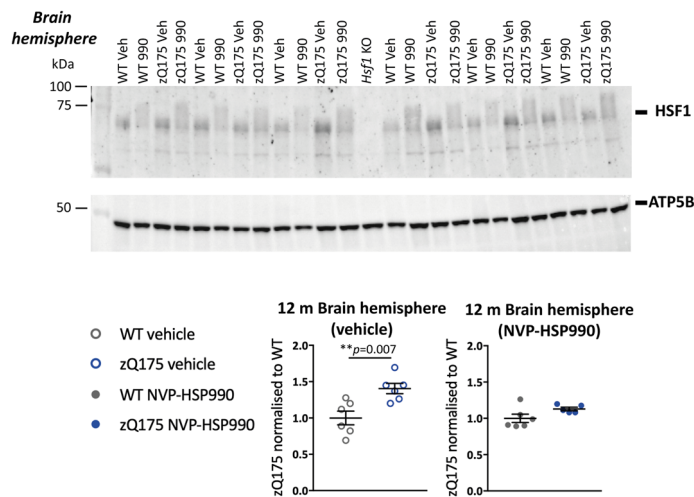 Brain
hemisphere
kDa
WT Veh
WT 990
zQ175 Veh
zQ175 990
WT Veh
WT 990
zQ175 Veh
zQ175 990
WT Veh
WT 990
zQ175 Veh
zQ175 990
Hsf1 KO
WT Veh
WT 990
zQ175 Veh
zQ175 990
WT Veh
WT 990
zQ175 Veh
zQ175 990
WT Veh
WT 990
zQ175 Veh
zQ175 990
100
75
HSF1
50
ATP5B
WT vehicle
zQ175 vehicle
WT NVP-HSP990
zQ175 NVP-HSP990
12 m Brain hemisphere
(vehicle)
zQ175 normalised to WT
2.0
1.5
1.0
0.5
0.0
**p=0.007
12 m Brain hemisphere
(NVP-HSP990)
zQ175 normalised to WT
2.0
1.5
1.0
0.5
0.0